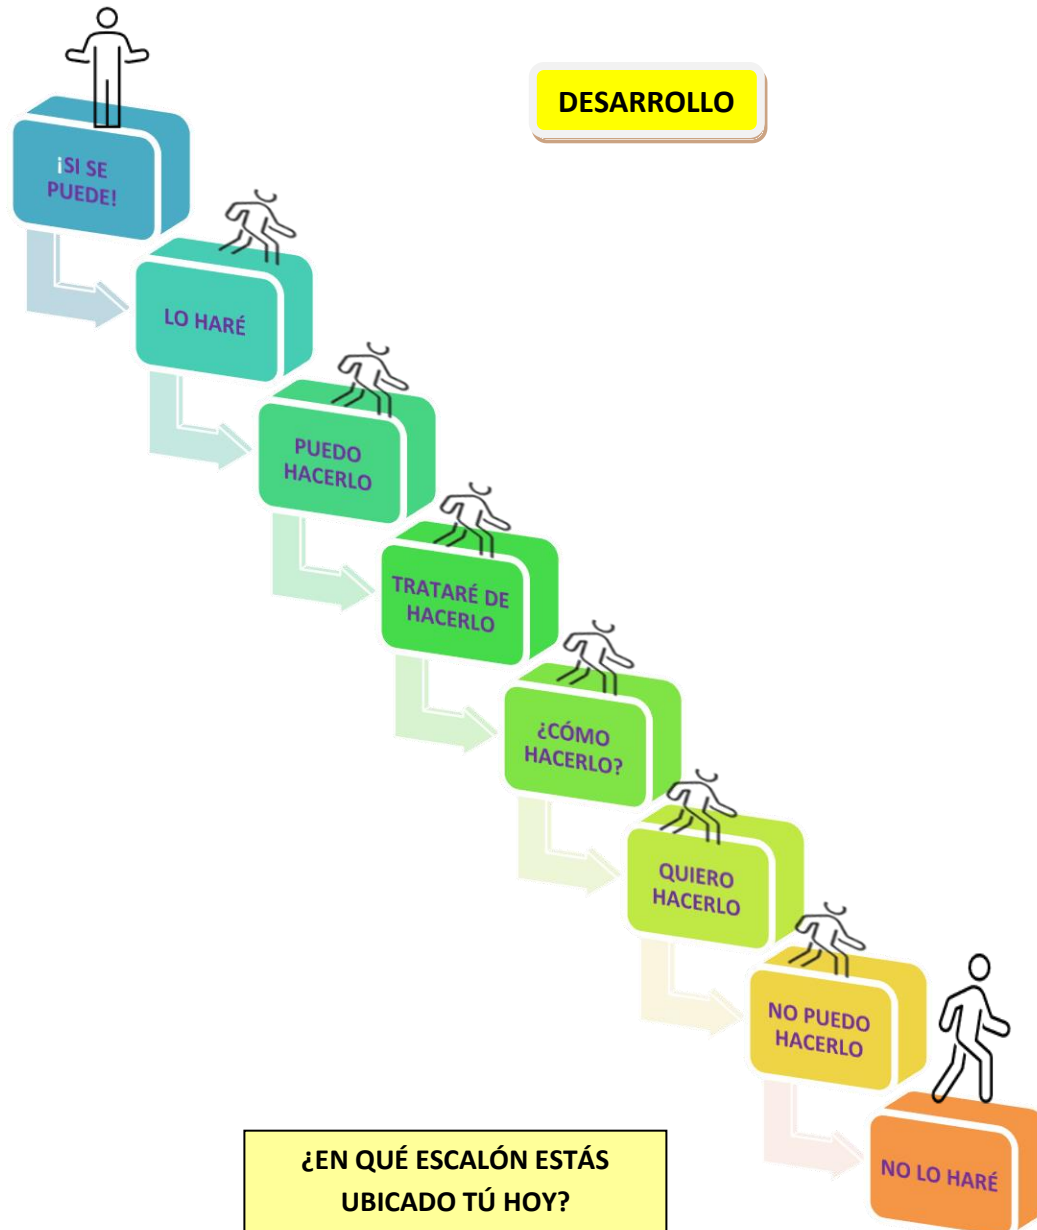 DESARROLLO
¡SI SE
PUEDE!
LO HARÉ
PUEDO
HACERLO
TRATARÉ DE
HACERLO
¿CÓMO
HACERLO?
QUIERO
HACERLO
NO PUEDO
HACERLO
NO LO HARÉ
¿EN QUÉ ESCALÓN ESTÁS
UBICADO TÚ HOY?